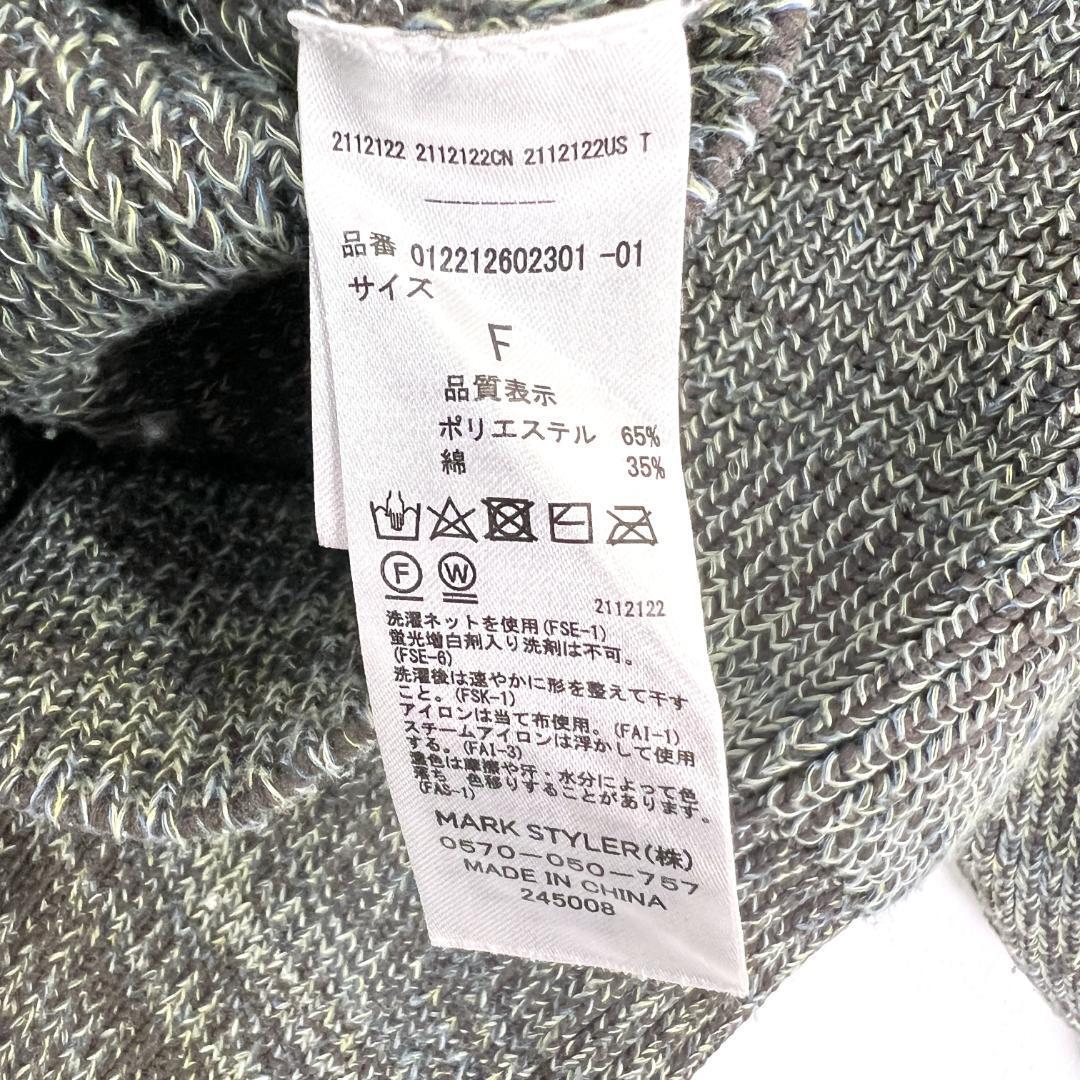 2112122 2112122CN 2112122US T
品番 012212602301 -01
サイズ
F
品質表示
ポリエステル 65%
綿 35%
F W
2112122
洗濯ネットを使用(FSE-1)
蛍光増白剤入り洗剤は不可。
(FSE-6)
洗濯後は速やかに形を整えて干す
こと。(FSK-1)
アイロンは当て布使用。(FAI-1)
スチームアイロンは浮かして使用
する。(FAI-3)
濃色は摩擦や汗・水分によって色
落ち 色移りすることがあります。
(FAS-1)
MARK STYLER(株)
0570-050-757
MADE IN CHINA
245008